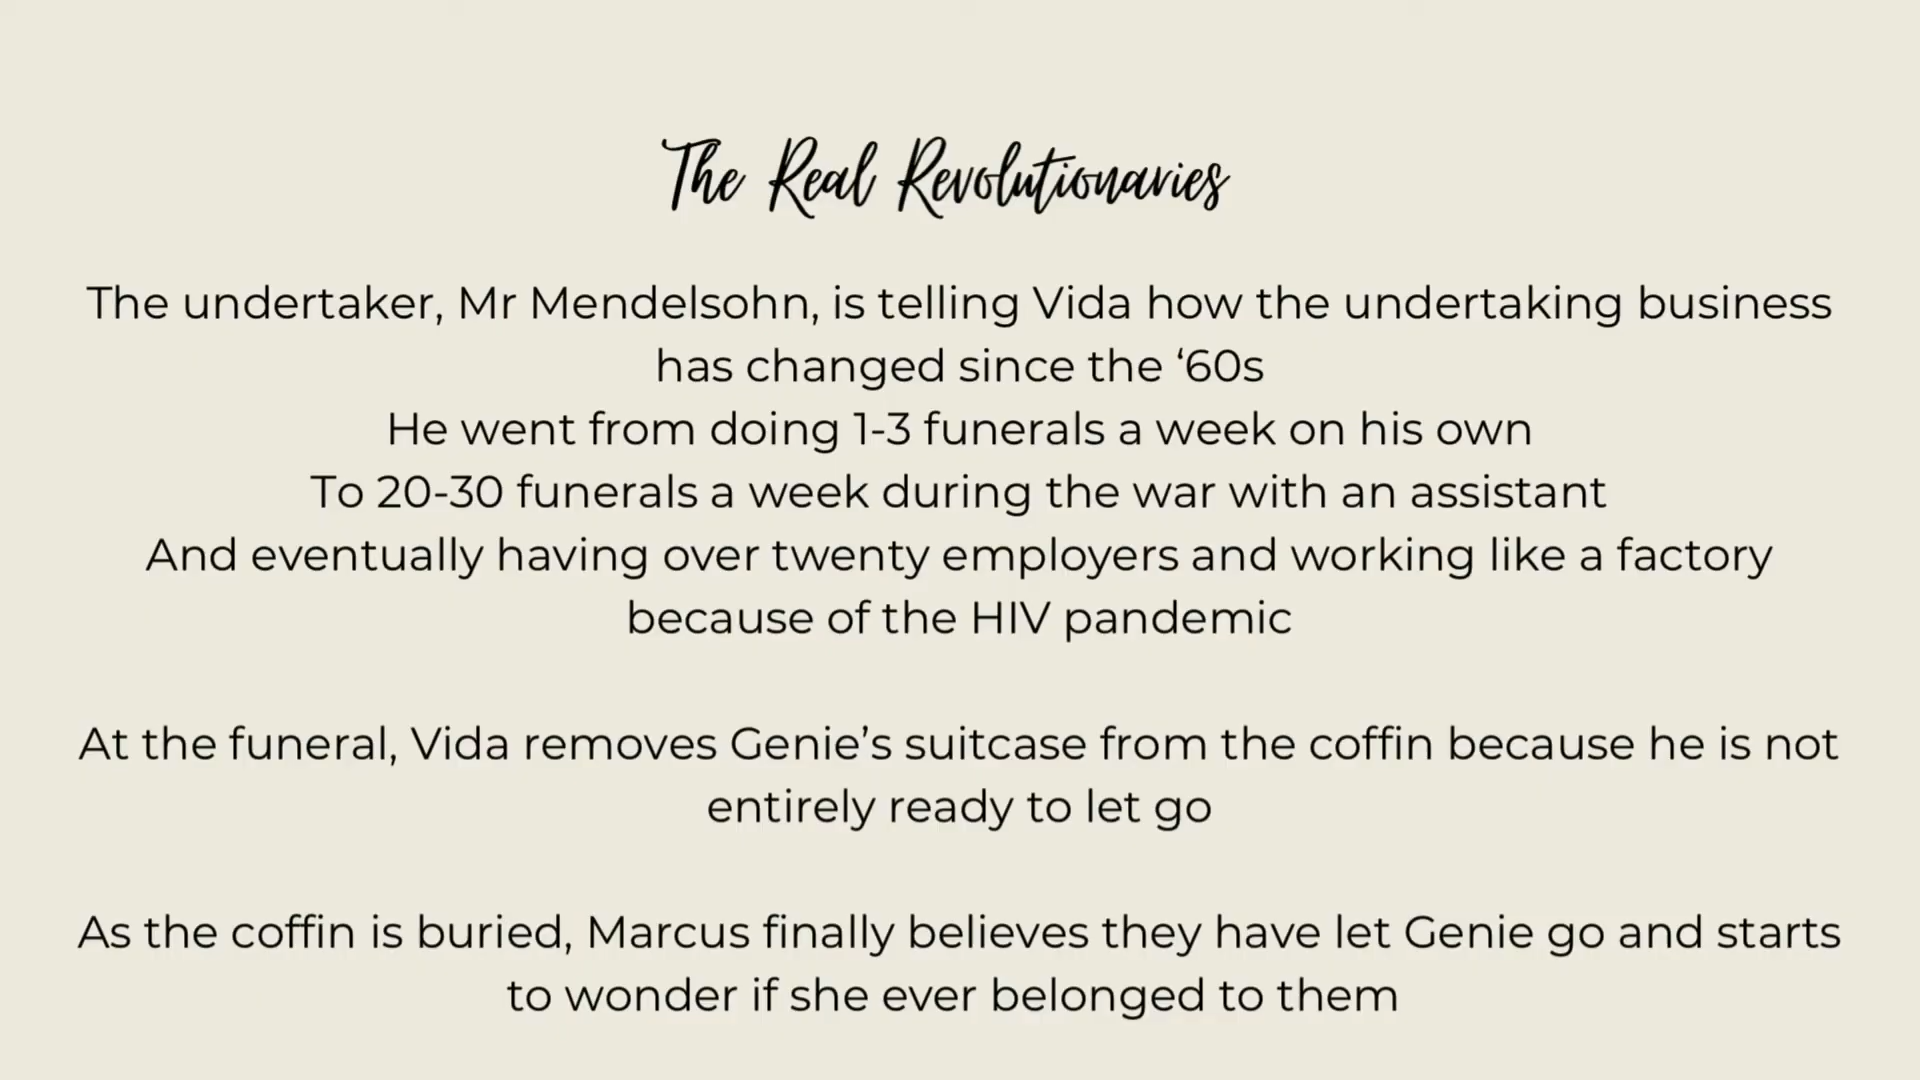 The Real Revolutionaries
The undertaker, Mr Mendelsohn, is telling Vida how the undertaking business
has changed since the ‘60s
He went from doing 1-3 funerals a week on his own
To 20-30 funerals a week during the war with an assistant
And eventually having over twenty employers and working like a factory
because of the HIV pandemic
At the funeral, Vida removes Genie’s suitcase from the coffin because he is not
entirely ready to let go
As the coffin is buried, Marcus finally believes they have let Genie go and starts
to wonder if she ever belonged to them